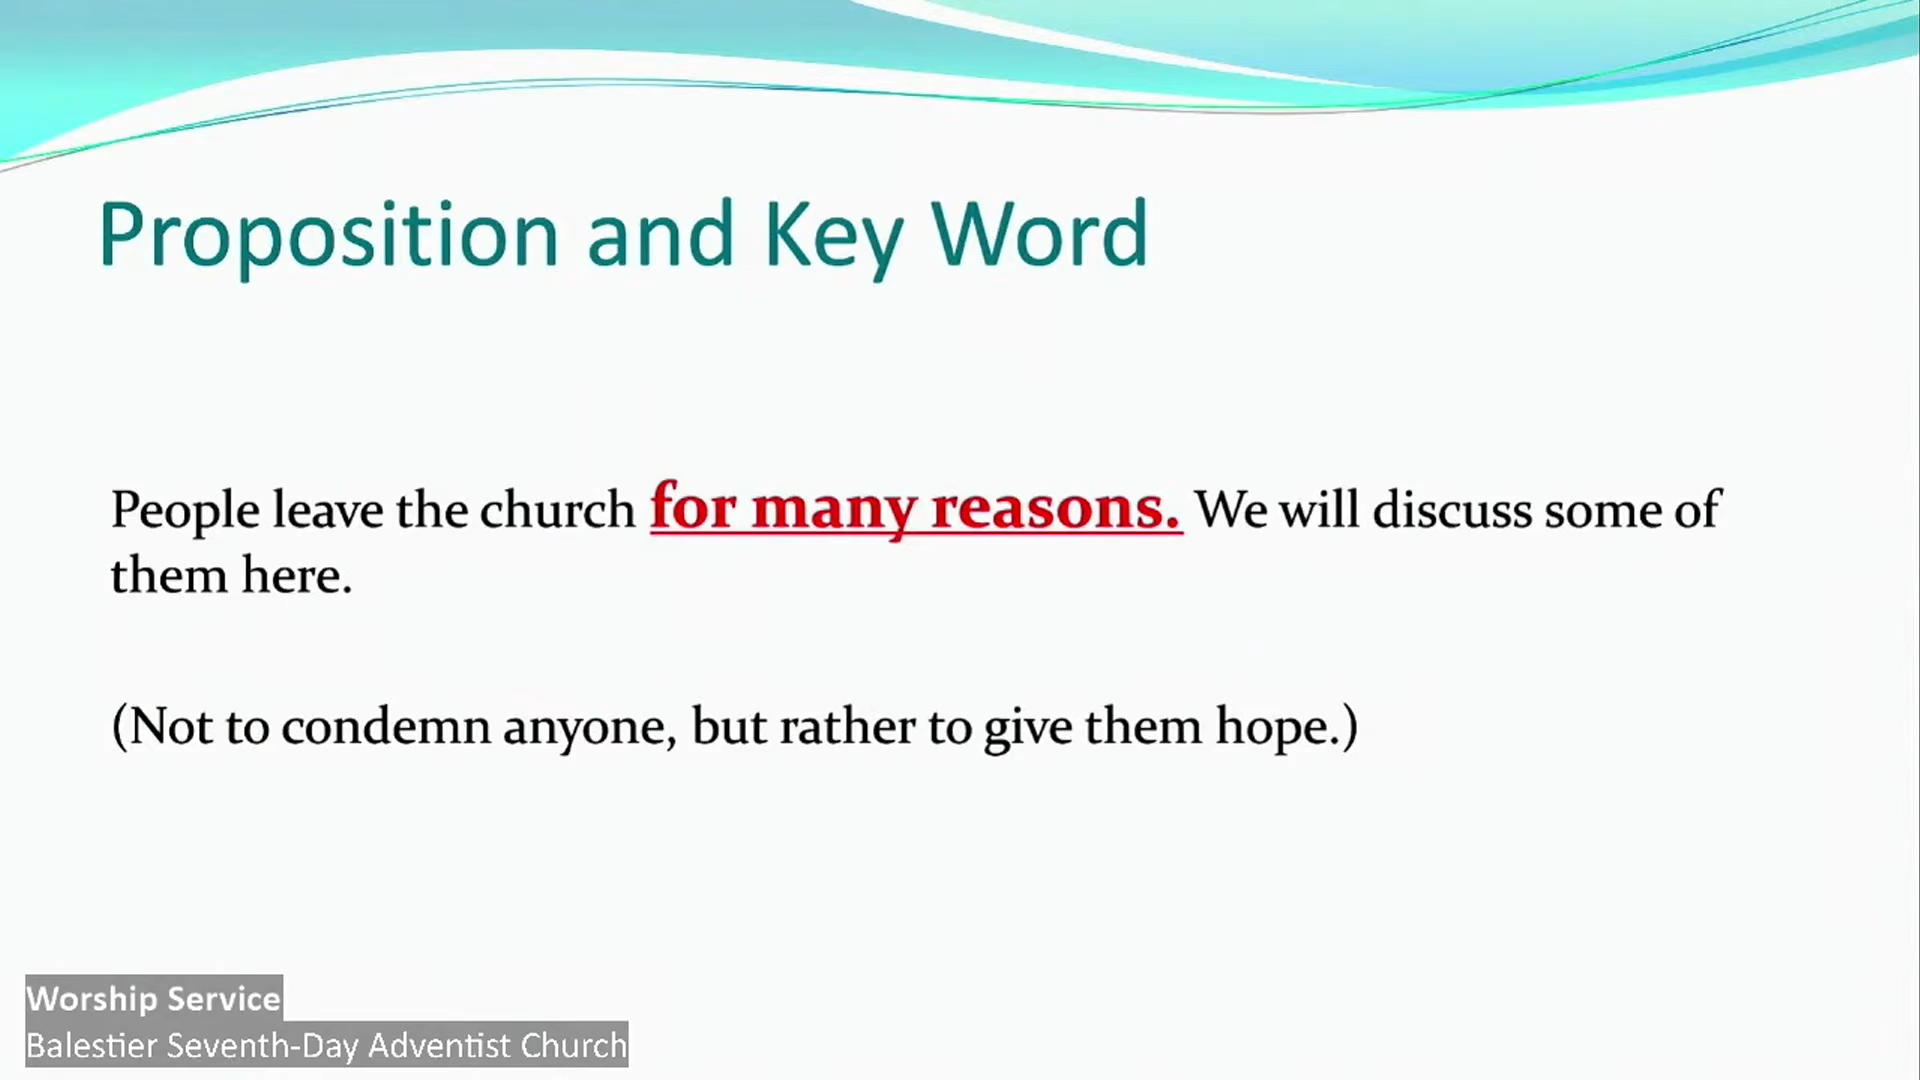 Proposition and Key Word
People leave the church for many reasons. We will discuss some of
them here.
(Not to condemn anyone, but rather to give them hope.)
Worship Service
Balestier Seventh-Day Adventist Church